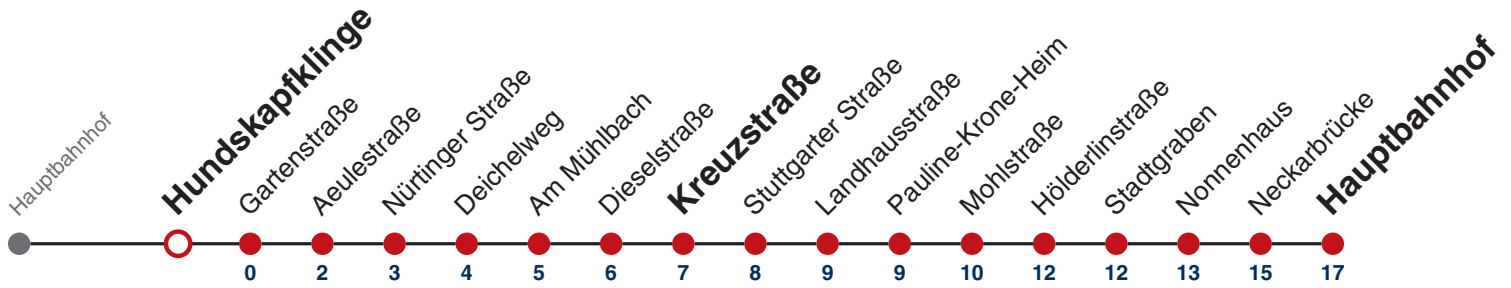 Hauptbahnhof
Hundskapfklinge
Gartenstraße
Aeulestraße
Nürtinger Straße
Deichelweg
Am Mühlbach
Dieselstraße
Kreuzstraße
Stuttgarter Straße
Landhausstraße
Pauline-Krone-Heim
Mohlstraße
Hölderlinstraße
Stadtgraben
Nonnenhaus
Neckarbrücke
Hauptbahnhof
0 2 3 4 5 6 7 8 9 9 10 12 12 13 15 17